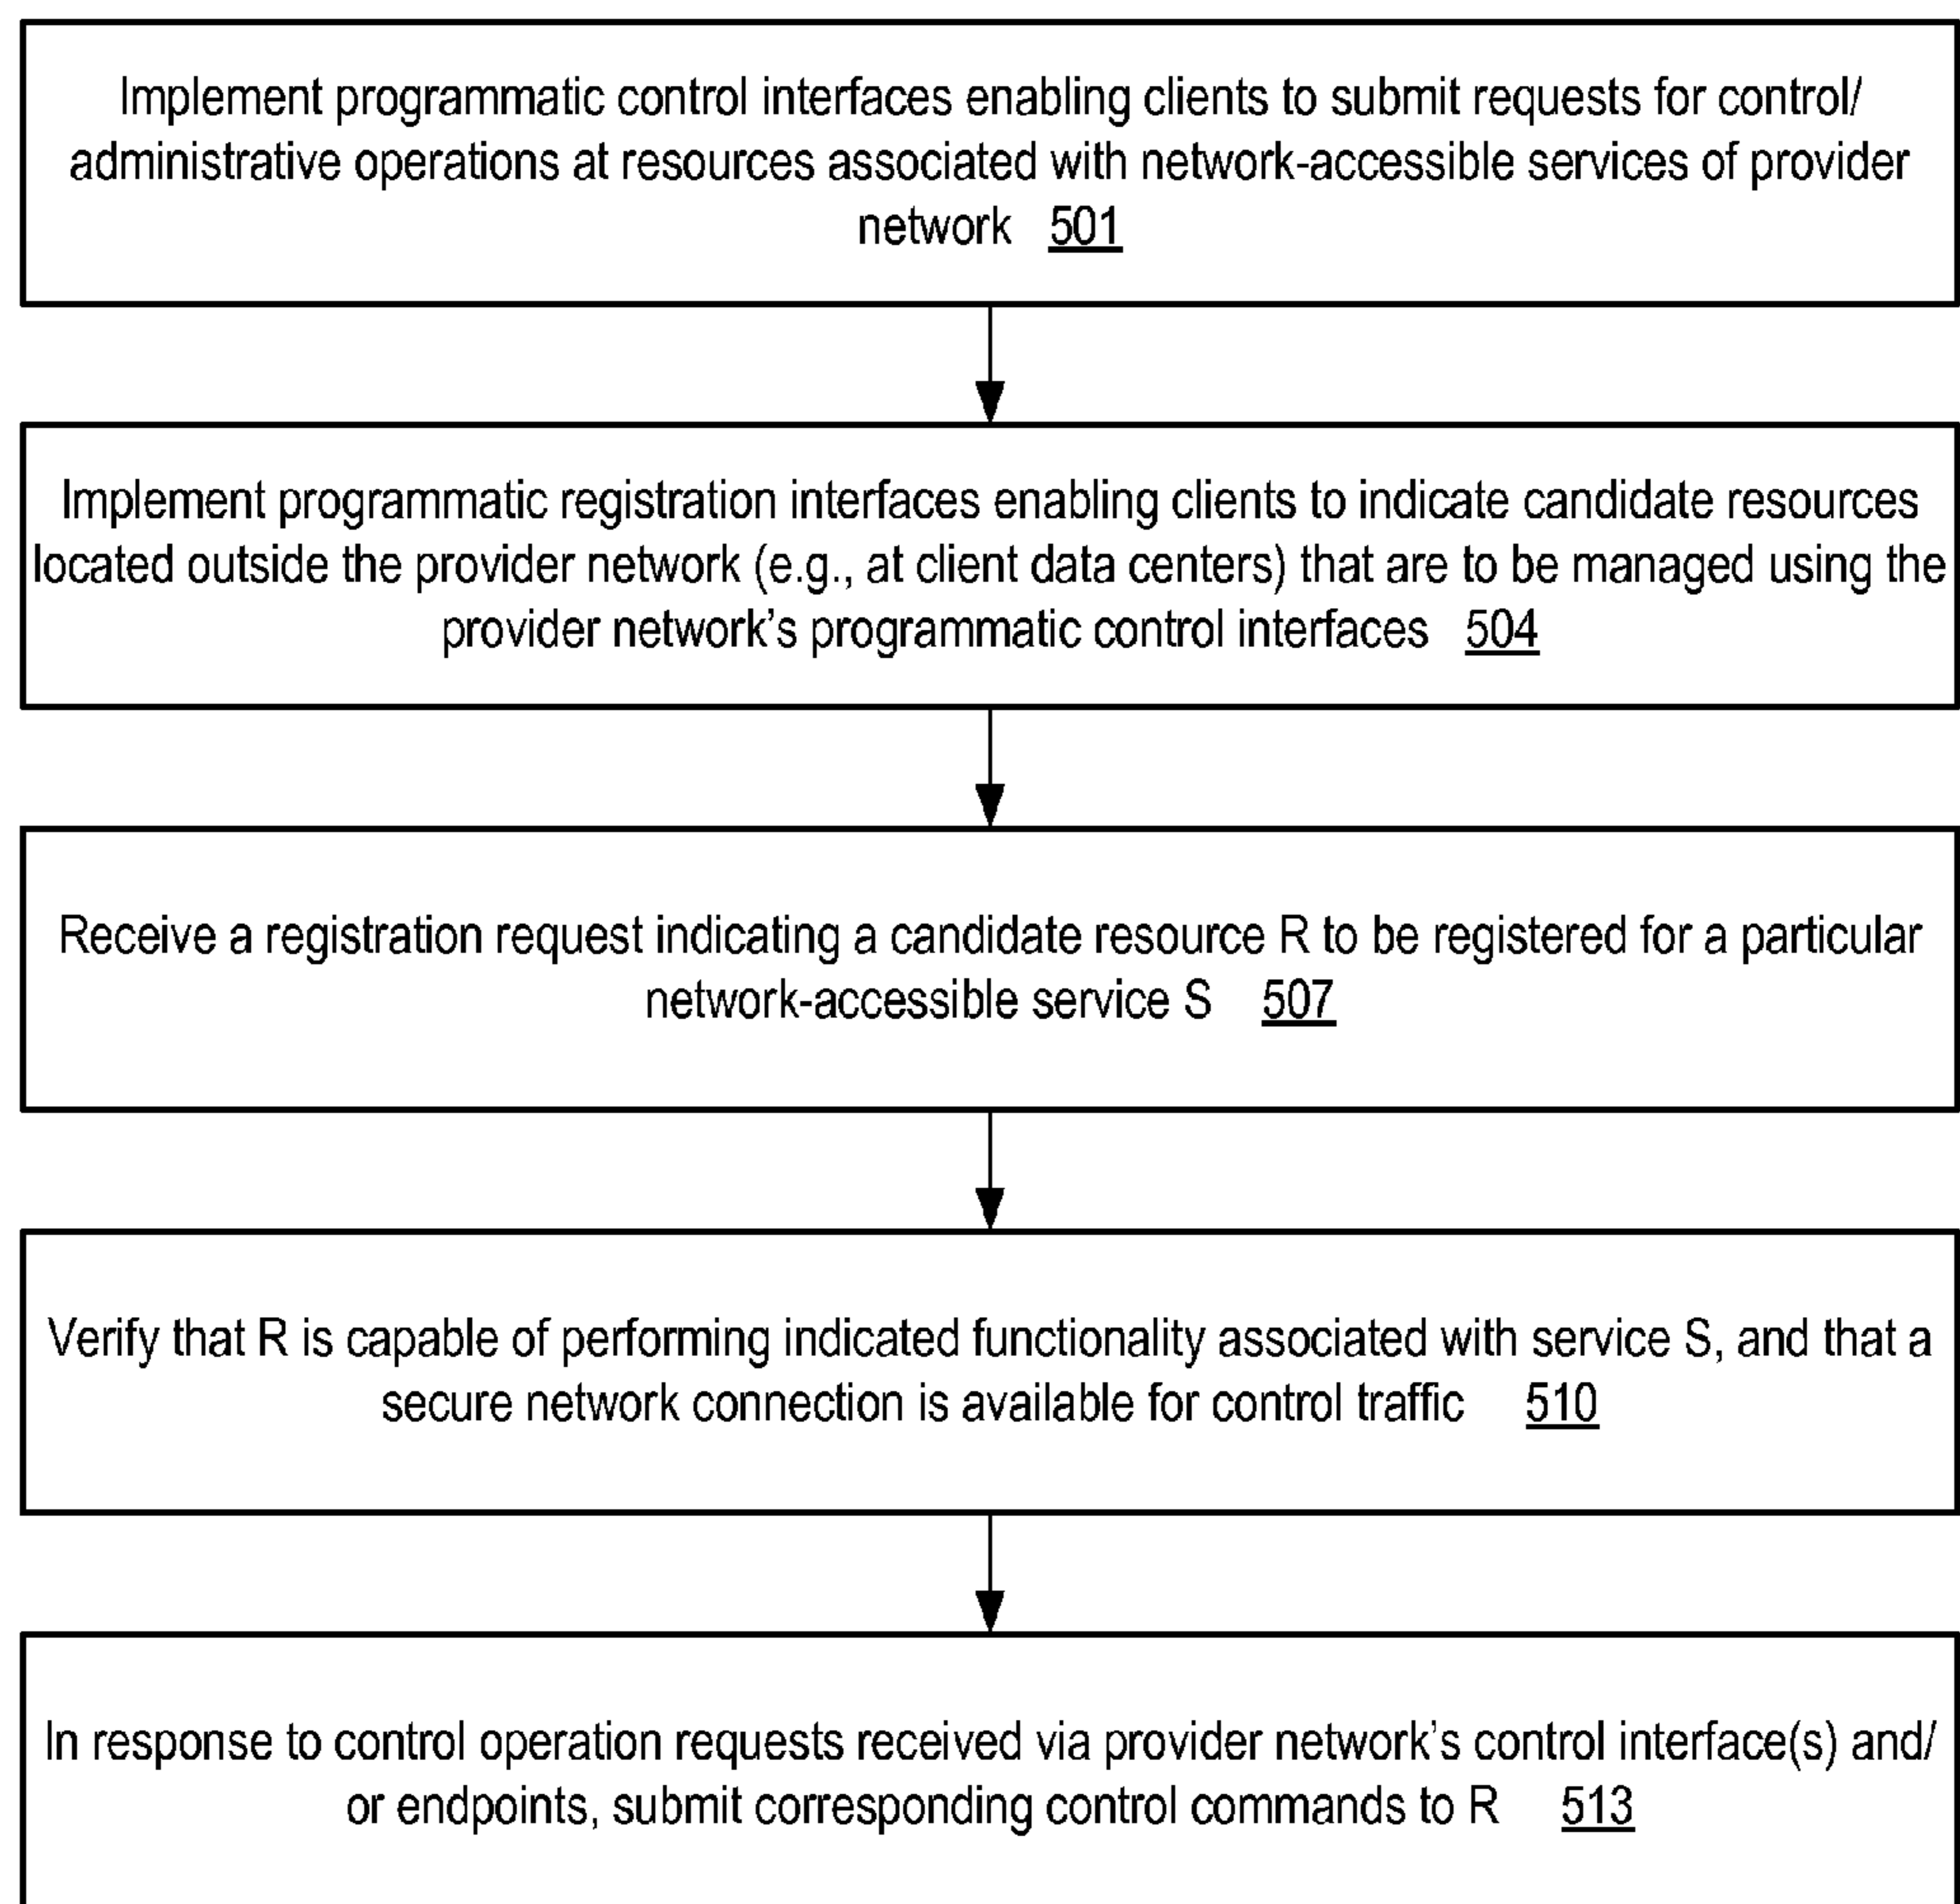 Implement programmatic control interfaces enabling clients to submit requests for control/
administrative operations at resources associated with network-accessible services of provider
network 501
Implement programmatic registration interfaces enabling clients to indicate candidate resources
located outside the provider network (e.g., at client data centers) that are to be managed using the
provider network’s programmatic control interfaces 504
Receive a registration request indicating a candidate resource R to be registered for a particular
network-accessible service S 507
Verify that R is capable of performing indicated functionality associated with service S, and that a
secure network connection is available for control traffic 510
In response to control operation requests received via provider network’s control interface(s) and/
or endpoints, submit corresponding control commands to R 513